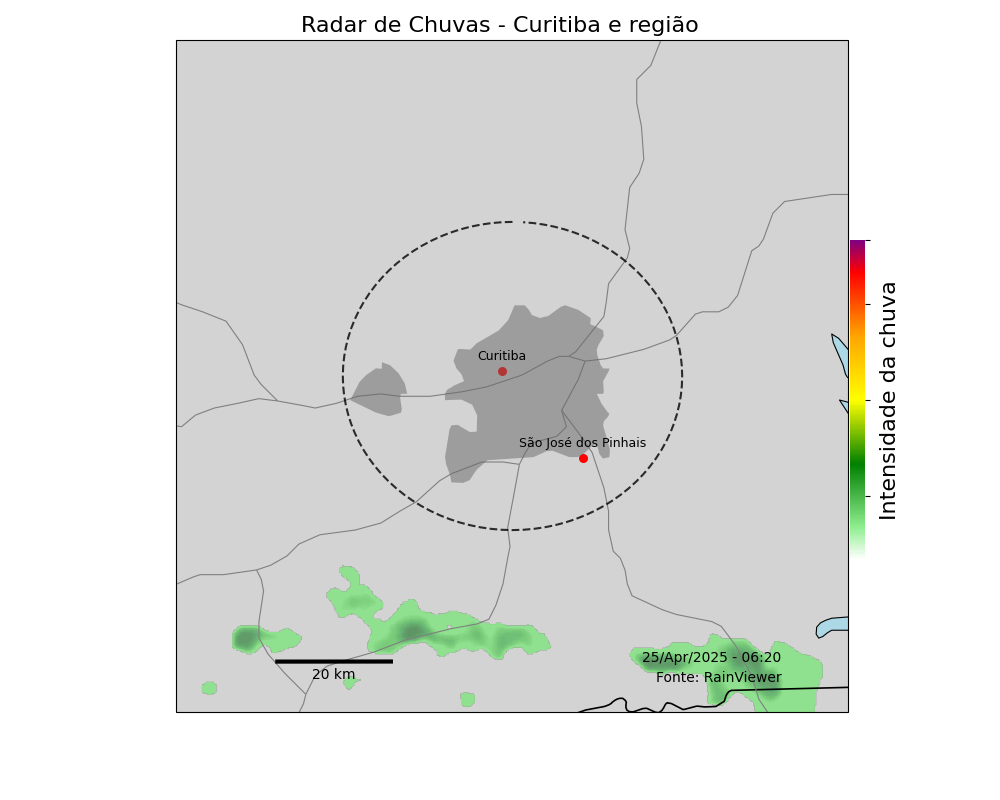 Radar de Chuvas - Curitiba e região
Curitiba
São José dos Pinhais
Intensidade da chuva
25/Apr/2025 - 06:20
20 km
Fonte: RainViewer